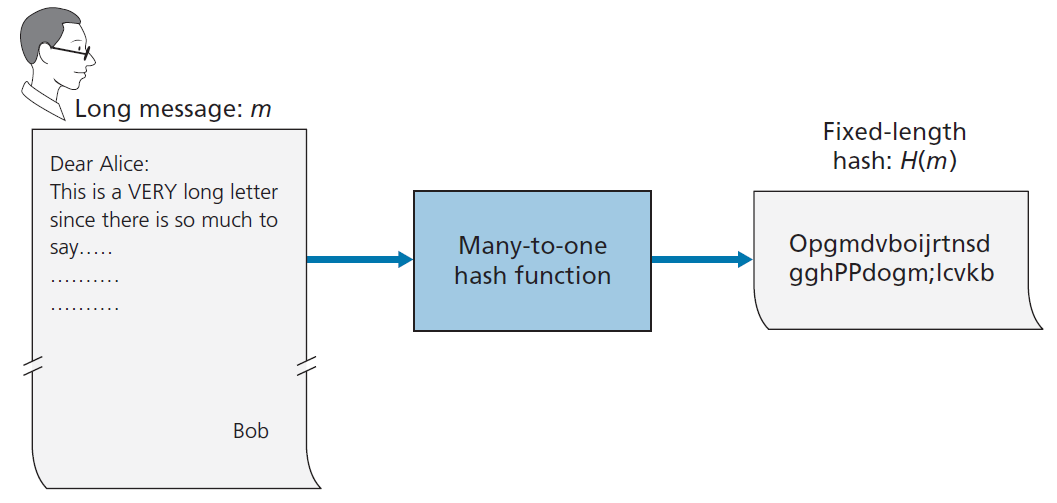 Long message: m
Dear Alice:
This is a VERY long letter
since there is so much to
say.....
..........
..........
Bob
Many-to-one
hash function
Fixed-length
hash: H(m)
Opgmdvboijrtnsd
gghPPdogm;lcvkb